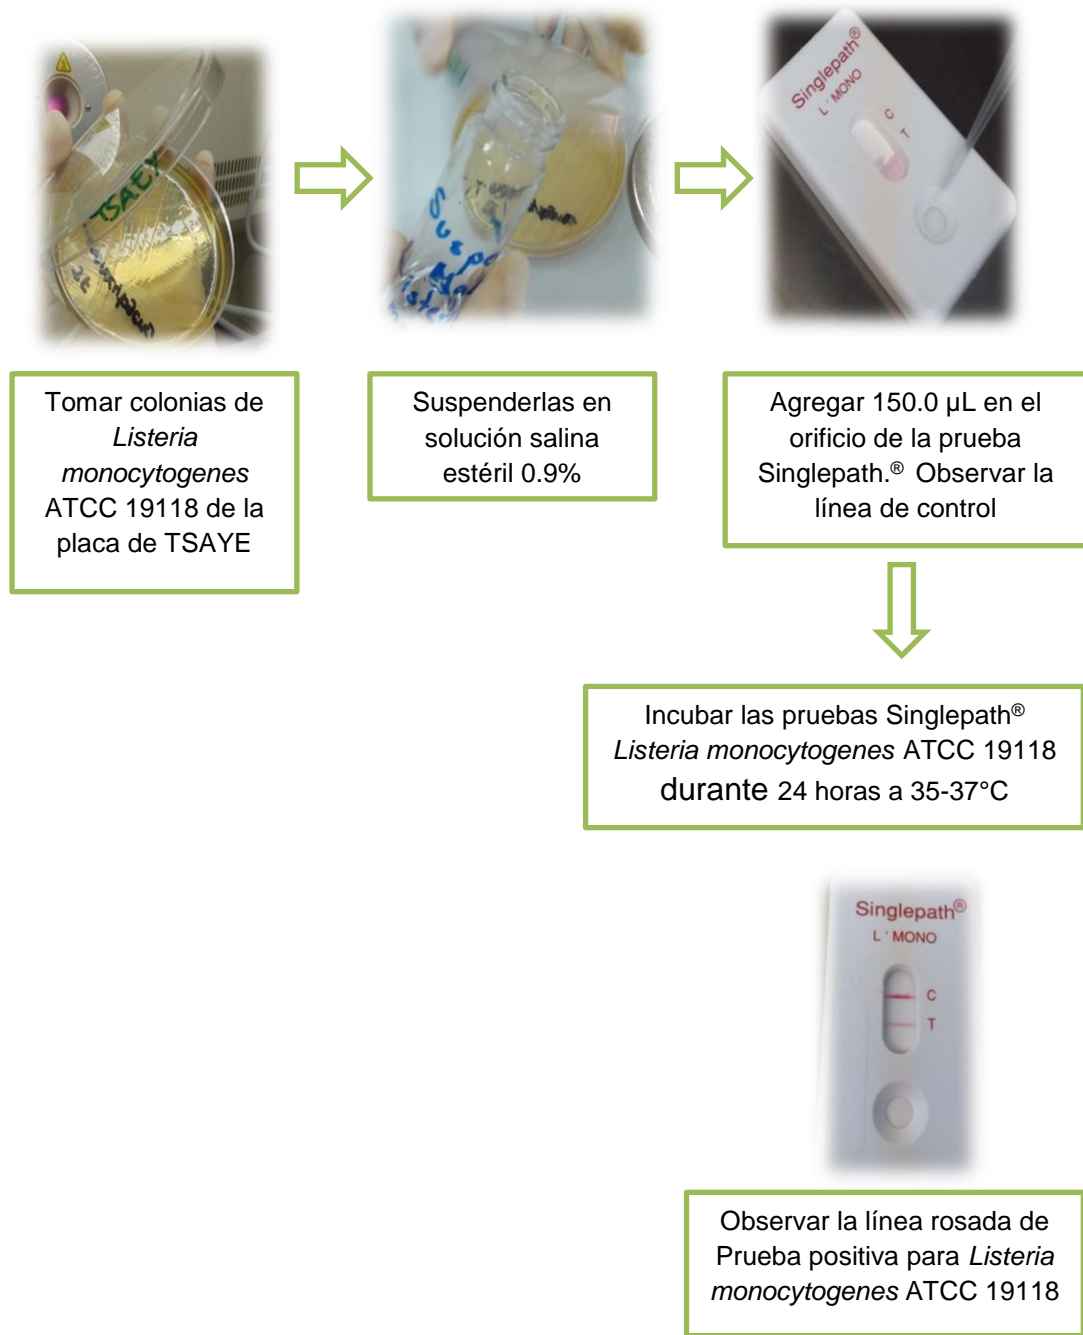 TSAEY
Singlepath®
L'MONO
C
T
Tomar colonias de
Listeria
monocytogenes
ATCC 19118 de la
placa de TSAYE
Suspenderlas en
solución salina
estéril 0.9%
Agregar 150.0 µL en el
orificio de la prueba
Singlepath.® Observar la
línea de control
Incubar las pruebas Singlepath®
Listeria monocytogenes ATCC 19118
durante 24 horas a 35-37°C
Singlepath®
L'MONO
C
T
Observar la línea rosada de
Prueba positiva para Listeria
monocytogenes ATCC 19118